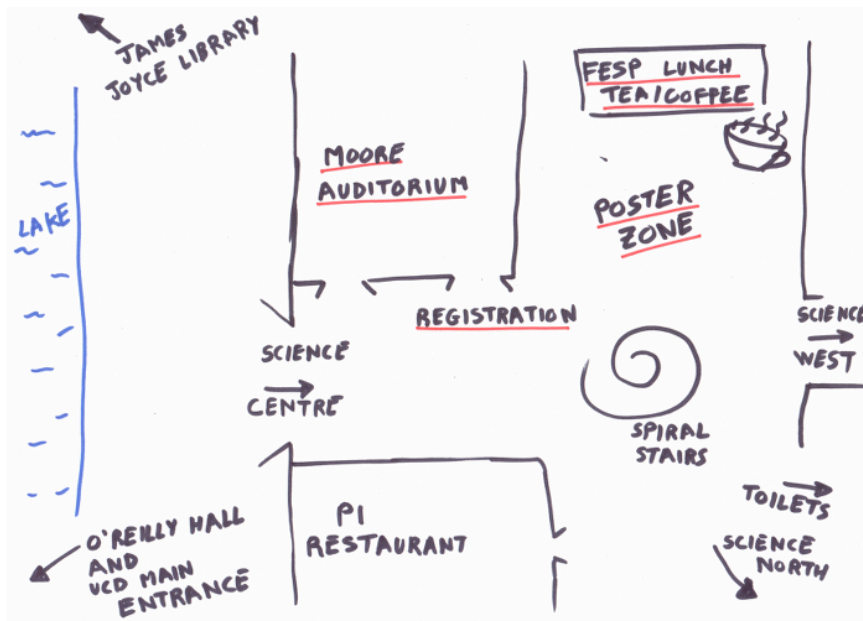 JAMES
JOYCE LIBRARY
FESP LUNCH
TEA/COFFEE
MOORE
AUDITORIUM
POSTER
ZONE
LAKE
REGISTRATION
SCIENCE
CENTRE
SCIENCE
WEST
SPIRAL
STAIRS
TOILETS
PI
RESTAURANT
O'REILLY HALL
AND
UCD MAIN
ENTRANCE
SCIENCE
NORTH